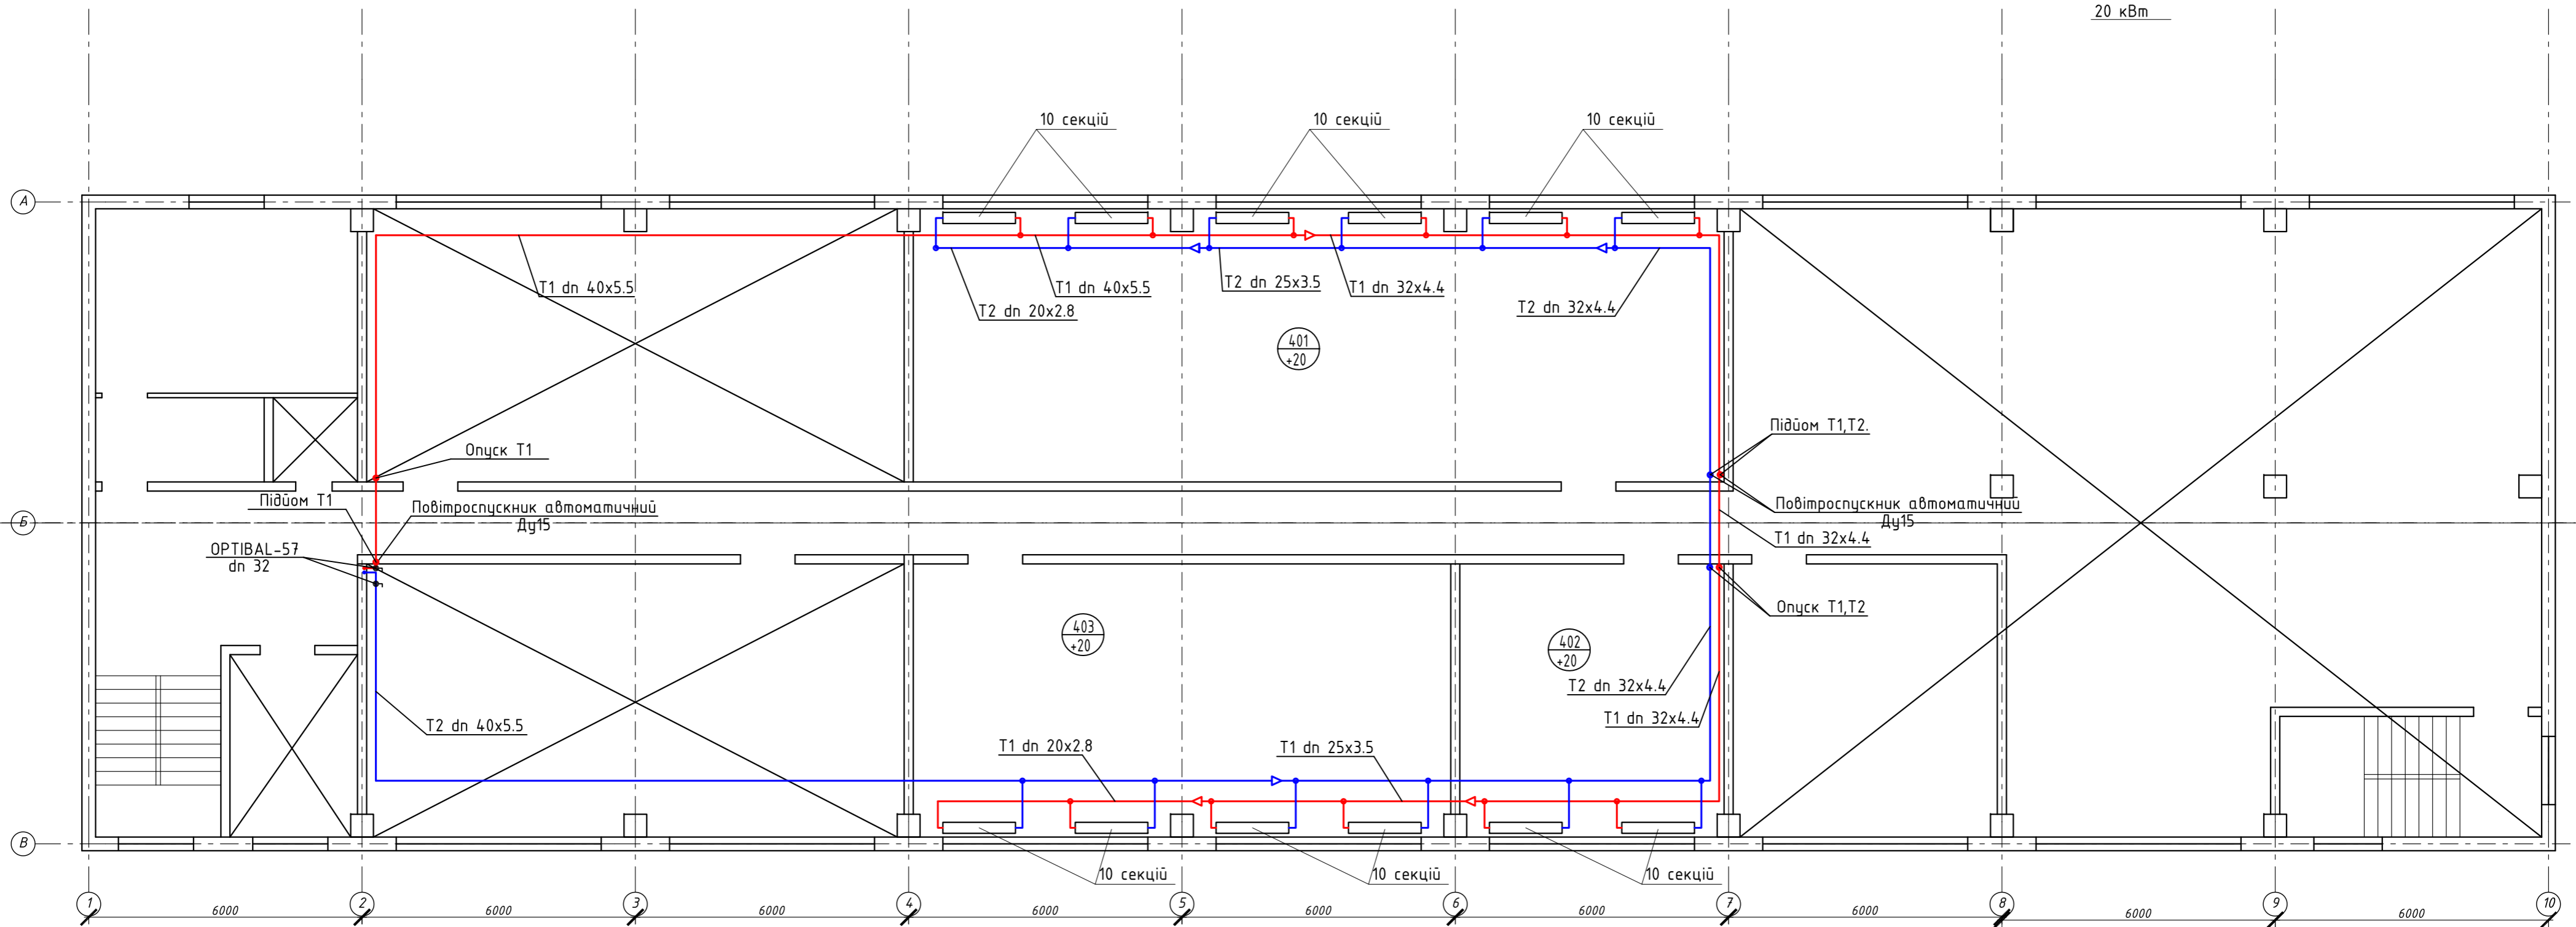 20 кВт
10 секцій
10 секцій
10 секцій
А
T1 dn 40x5.5
T2 dn 20x2.8
T1 dn 40x5.5
T2 dn 25x3.5
T1 dn 32x4.4
T2 dn 32x4.4
401
+20
Підйом Т1,Т2.
Опуск Т1
Підйом Т1
Повітроспускник автоматичний
Ду15
Повітроспускник автоматичний
Ду15
Б
T1 dn 32x4.4
OPTIBAL-57
dn 32
Опуск Т1,Т2
403
+20
402
+20
T2 dn 32x4.4
T1 dn 32x4.4
T2 dn 40x5.5
T1 dn 20x2.8
T1 dn 25x3.5
В
10 секцій
10 секцій
10 секцій
1
2
3
4
5
6
7
8
9
10
6000
6000
6000
6000
6000
6000
6000
6000
6000